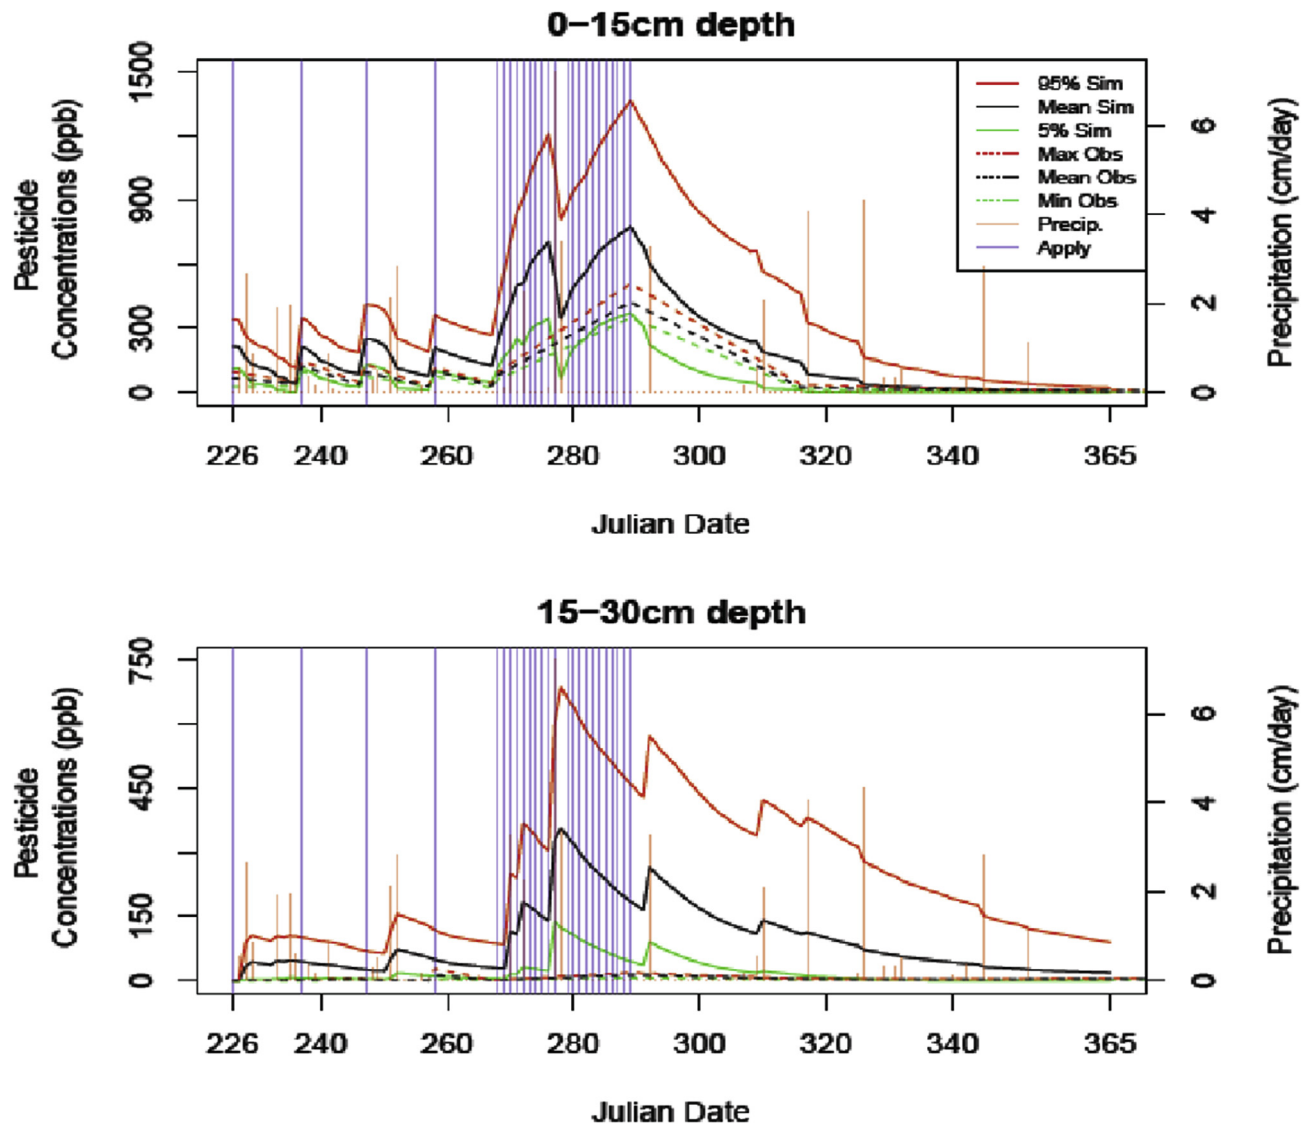 0−15cm depth
Pesticide
Concentrations (ppb)
1500
900
300
0
95% Sim
Mean Sim
5% Sim
Max Obs
Mean Obs
Min Obs
Precip.
Apply
6
4
2
0
Precipitation (cm/day)
226 240 260 280 300 320 340 365
Julian Date
15−30cm depth
Pesticide
Concentrations (ppb)
750
450
150
0
6
4
2
0
Precipitation (cm/day)
226 240 260 280 300 320 340 365
Julian Date